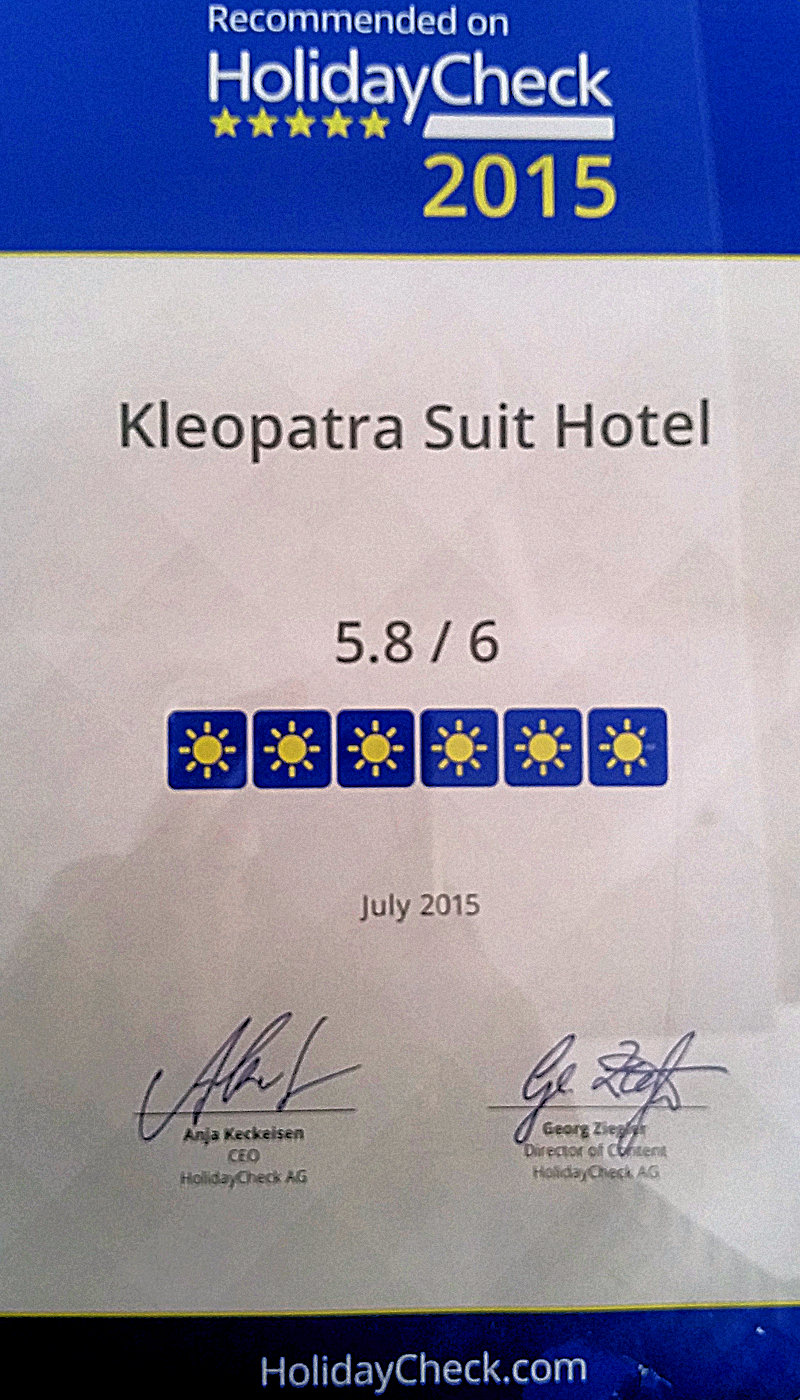 Recommended on
HolidayCheck
2015
Kleopatra Suit Hotel
5.8 / 6
July 2015
Anja Keckeisen
CEO
HolidayCheck AG
Georg Ziegler
Director of Content
HolidayCheck AG
HolidayCheck.com